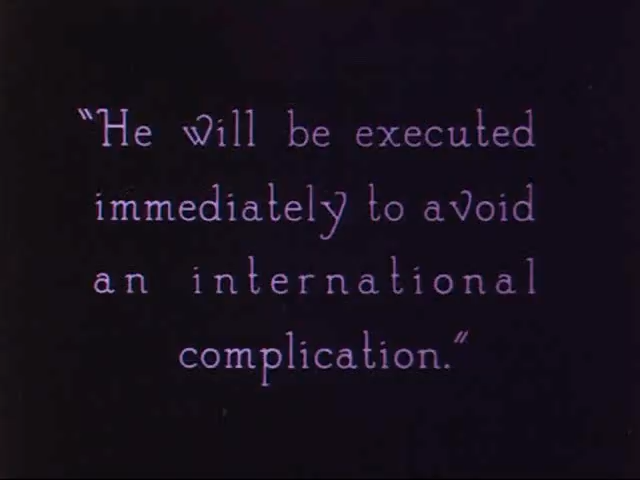 "He will be executed
immediately to avoid
an international
complication."